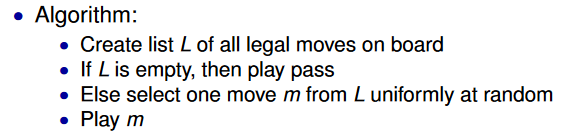 • Algorithm:
• Create list L of all legal moves on board
• If L is empty, then play pass
• Else select one move m from L uniformly at random
• Play m